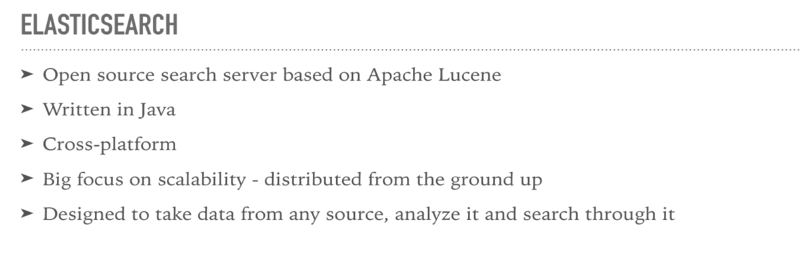 ELASTICSEARCH
➤ Open source search server based on Apache Lucene
➤ Written in Java
➤ Cross-platform
➤ Big focus on scalability - distributed from the ground up
➤ Designed to take data from any source, analyze it and search through it